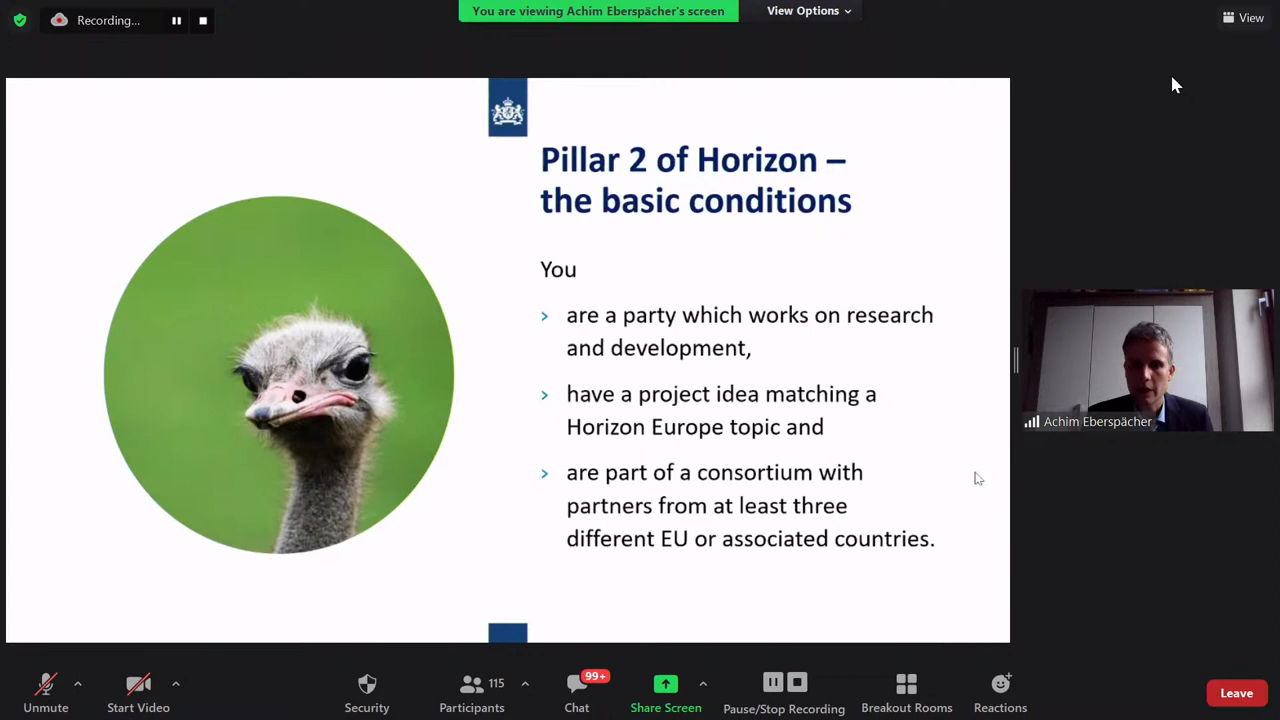 Recording...
You are viewing Achim Eberspächer's screen
View Options
View
Pillar 2 of Horizon –
the basic conditions
You
› are a party which works on research
and development,
› have a project idea matching a
Horizon Europe topic and
› are part of a consortium with
partners from at least three
different EU or associated countries.
Achim Eberspächer
Unmute
Start Video
Security
Participants
115
Chat
99+
Share Screen
Pause/Stop Recording
Breakout Rooms
Reactions
Leave